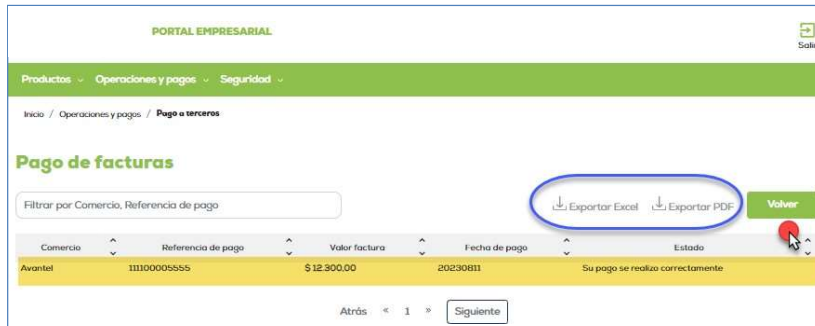 PORTAL EMPRESARIAL
Salir
Productos Operaciones y pagos Seguridad
Inicio / Operaciones y pagos / Pago a terceros
Pago de facturas
Filtrar por Comercio, Referencia de pago Exportar Excel Exportar PDF Volver
Comercio Referencia de pago Valor factura Fecha de pago Estado
Avantel 111100005555 $ 12.300,00 20230811 Su pago se realizo correctamente
Atrás « 1 » Siguiente